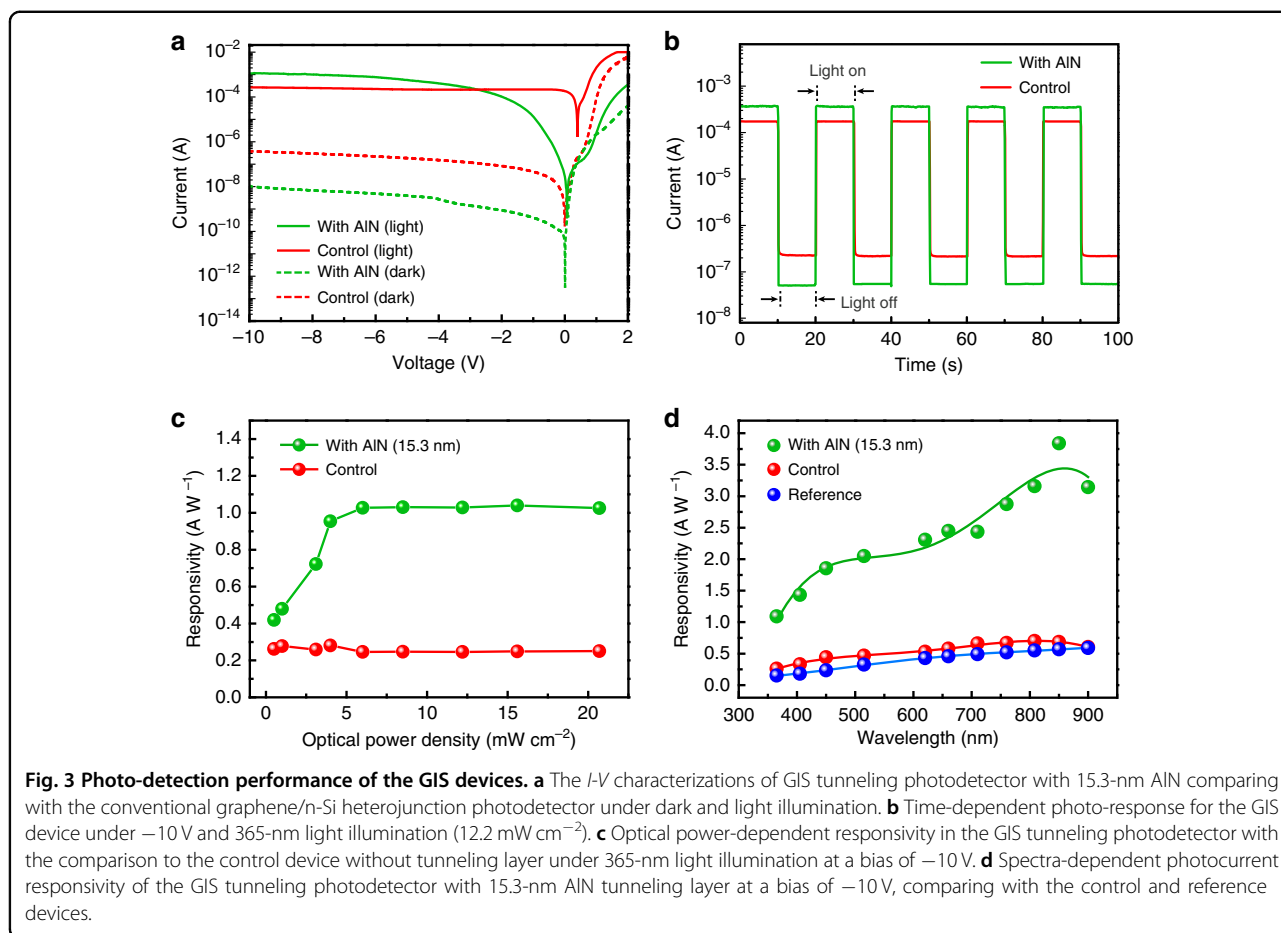 a
10⁻²
10⁻⁴
10⁻⁶
10⁻⁸
10⁻¹⁰
10⁻¹²
10⁻¹⁴
Current (A)
With AlN (light)
Control (light)
With AlN (dark)
Control (dark)
−10 −8 −6 −4 −2 0 2
Voltage (V)
b
10⁻³
10⁻⁴
10⁻⁵
10⁻⁶
10⁻⁷
10⁻⁸
Current (A)
Light on
With AlN
Control
Light off
0 20 40 60 80 100
Time (s)
c
1.4
1.2
1.0
0.8
0.6
0.4
0.2
0.0
Responsivity (A W⁻¹)
With AlN (15.3 nm)
Control
0 5 10 15 20
Optical power density (mW cm⁻²)
d
4.0
3.5
3.0
2.5
2.0
1.5
1.0
0.5
0.0
Responsivity (A W⁻¹)
With AlN (15.3 nm)
Control
Reference
300 400 500 600 700 800 900
Wavelength (nm)
Fig. 3 Photo-detection performance of the GIS devices. a The I-V characterizations of GIS tunneling photodetector with 15.3-nm AlN comparing
with the conventional graphene/n-Si heterojunction photodetector under dark and light illumination. b Time-dependent photo-response for the GIS
device under −10 V and 365-nm light illumination (12.2 mW cm⁻²). c Optical power-dependent responsivity in the GIS tunneling photodetector with
the comparison to the control device without tunneling layer under 365-nm light illumination at a bias of −10 V. d Spectra-dependent photocurrent
responsivity of the GIS tunneling photodetector with 15.3-nm AlN tunneling layer at a bias of −10 V, comparing with the control and reference
devices.